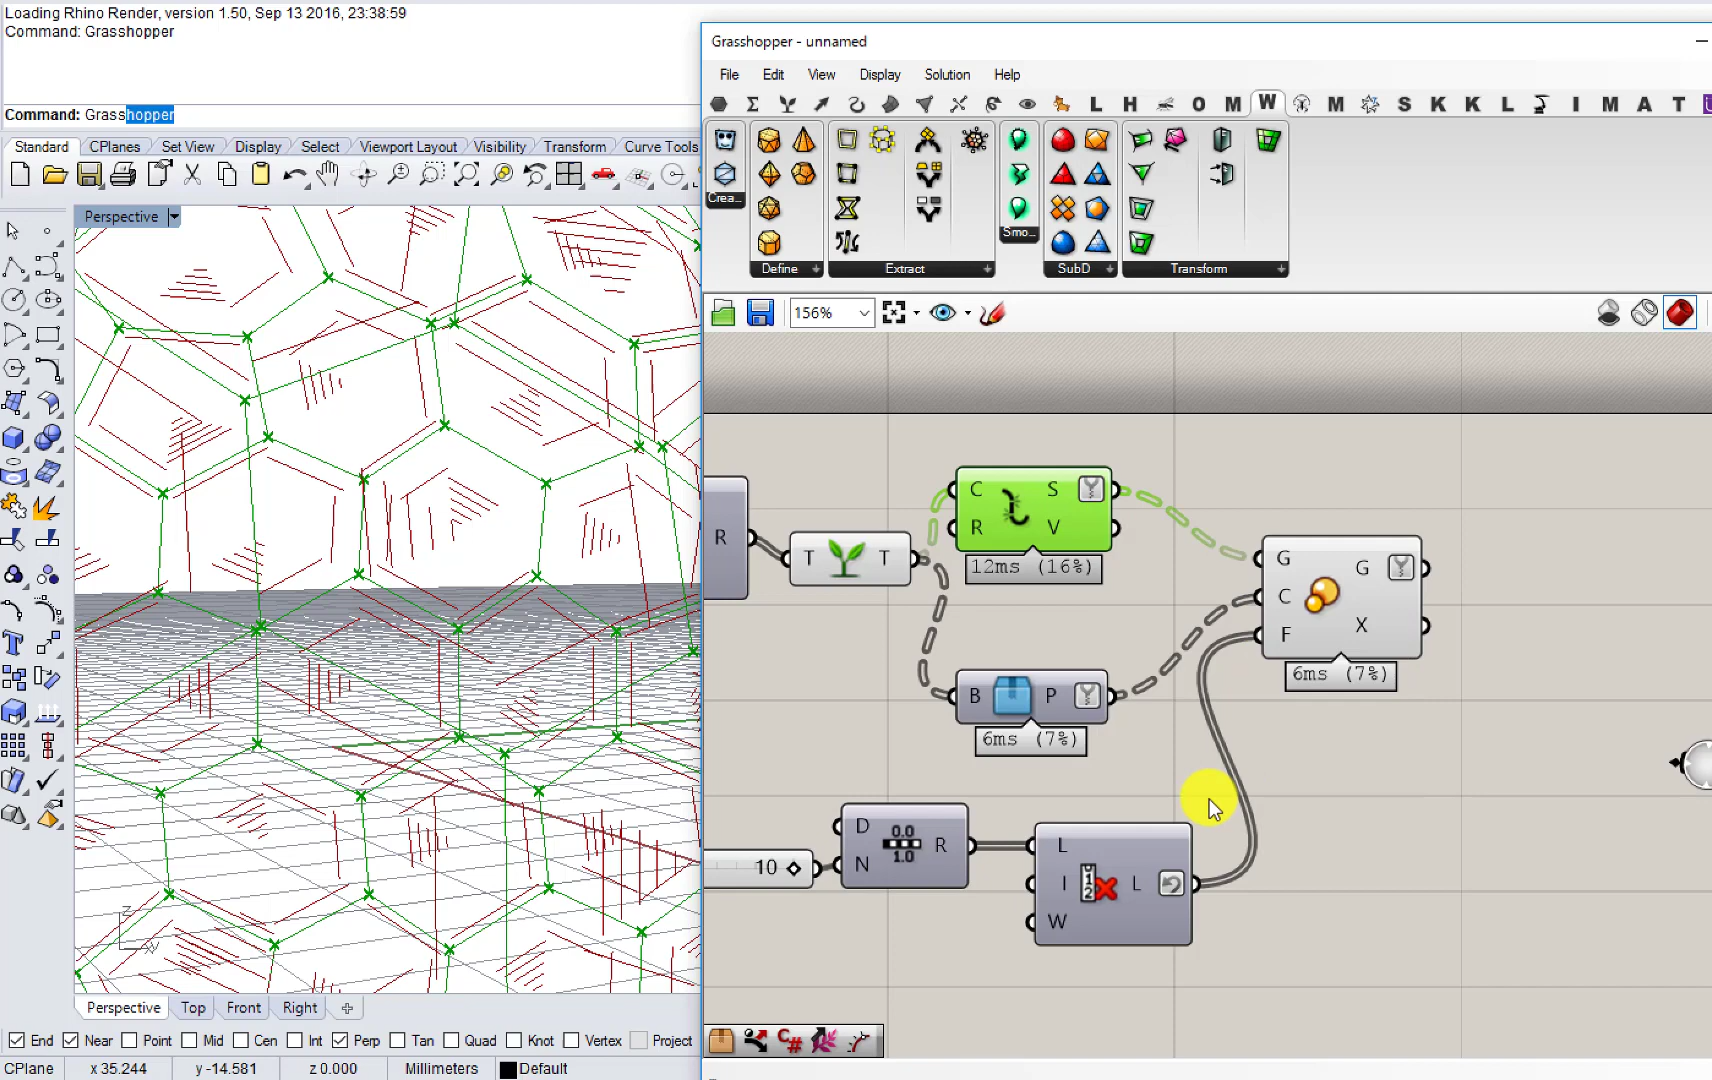 Loading Rhino Render, version 1.50, Sep 13 2016, 23:38:59
Command: Grasshopper
Command: Grasshopper
Standard CPlanes Set View Display Select Viewport Layout Visibility Transform Curve Tools
Perspective
Z
Perspective Top Front Right
End Near Point Mid Cen Int Perp Tan Quad Knot Vertex Project
CPlane x 35.244 y -14.581 z 0.000 Millimeters Default
Grasshopper - unnamed
File Edit View Display Solution Help
L H O M W M S K K L I M A T
Crea... Smo...
Define Extract SubD Transform
156%
R
T T
C S
R V
12ms (16%)
B P
6ms (7%)
G G
C
F X
6ms (7%)
10
D
N
0.0
1.0
R
L
I L
W
1
2
C#